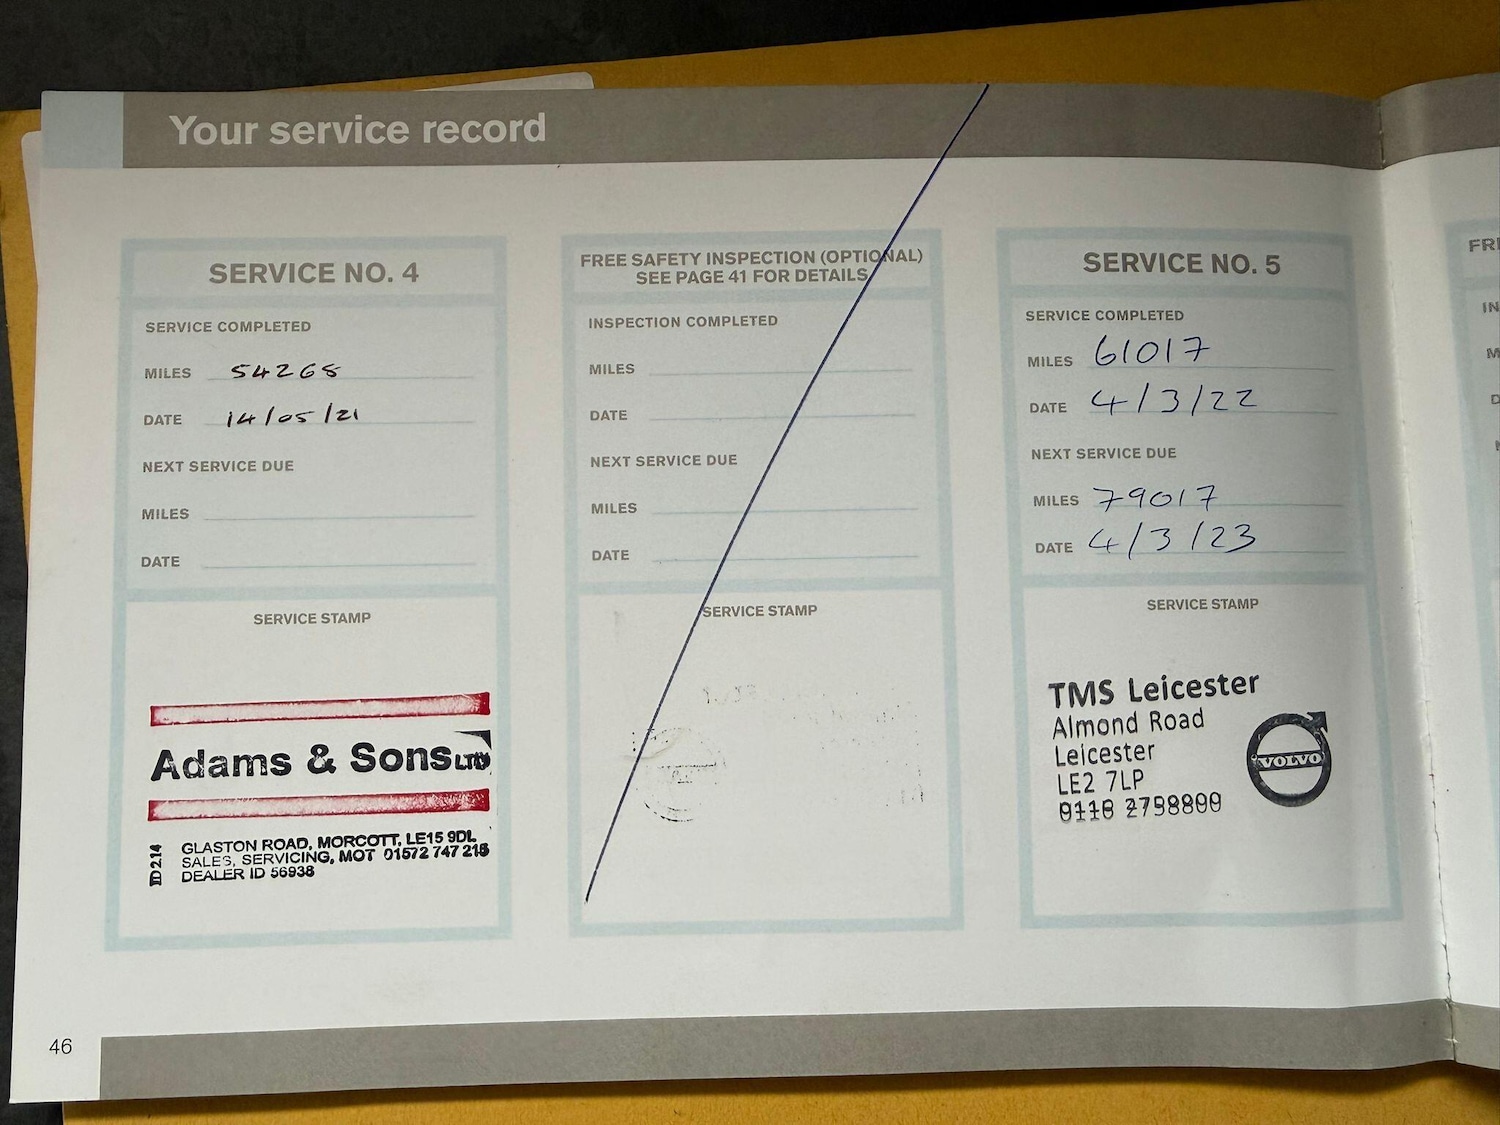 Your service record
SERVICE NO. 4
SERVICE COMPLETED
MILES 54268
DATE 14/05/21
NEXT SERVICE DUE
MILES
DATE
SERVICE STAMP
Adams & Sons LTD
GLASTON ROAD, MORCOTT, LE15 9DL
SALES, SERVICING, MOT 01572 747 215
DEALER ID 56938
ID214
FREE SAFETY INSPECTION (OPTIONAL)
SEE PAGE 41 FOR DETAILS
INSPECTION COMPLETED
MILES
DATE
NEXT SERVICE DUE
MILES
DATE
SERVICE STAMP
SERVICE NO. 5
SERVICE COMPLETED
MILES 61017
DATE 4/3/22
NEXT SERVICE DUE
MILES 79017
DATE 4/3/23
SERVICE STAMP
TMS Leicester
Almond Road
Leicester
LE2 7LP
VOLVO
46